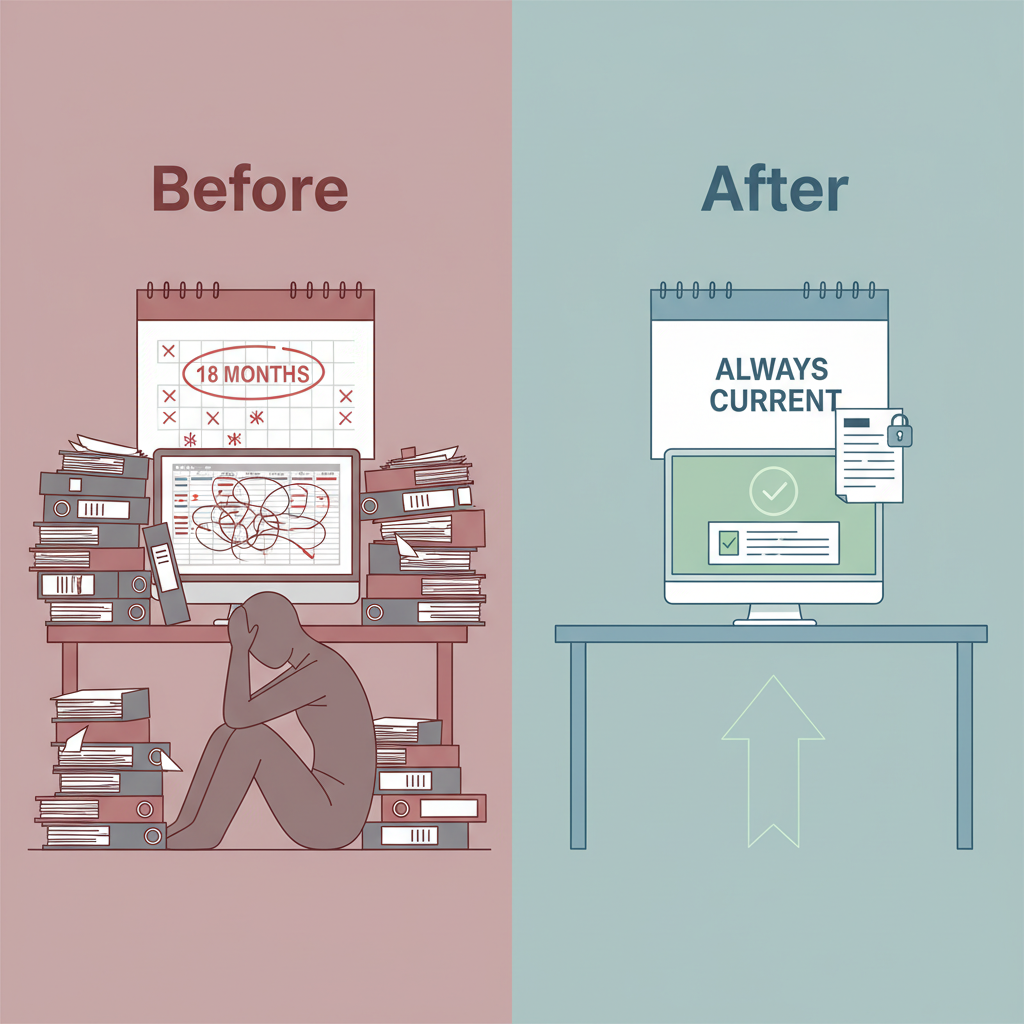 Before
After
18 MONTHS
ALWAYS
CURRENT